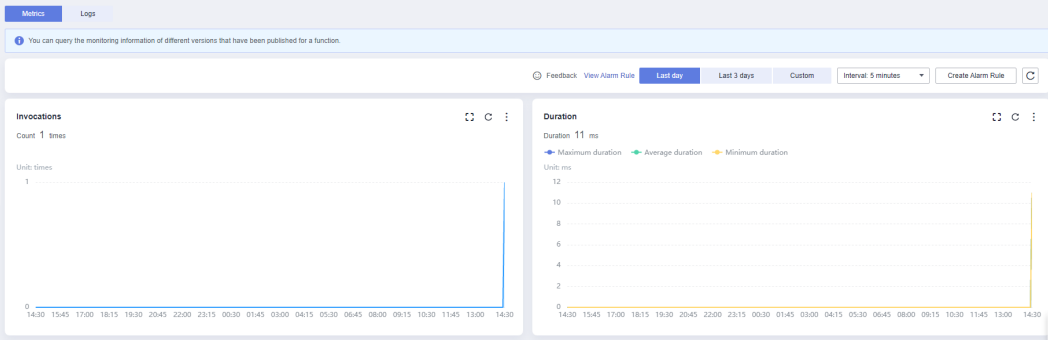 Metrics Logs
You can query the monitoring information of different versions that have been published for a function.
Feedback View Alarm Rule Last day Last 3 days Custom Interval: 5 minutes Create Alarm Rule
Invocations
Count 1 times
Unit: times
1
0
14:30 15:45 17:00 18:15 19:30 20:45 22:00 23:15 00:30 01:45 03:00 04:15 05:30 06:45 08:00 09:15 10:30 11:45 13:00 14:30
Duration
Duration 11 ms
Maximum duration Average duration Minimum duration
Unit: ms
12
10
8
6
4
2
0
14:30 15:45 17:00 18:15 19:30 20:45 22:00 23:15 00:30 01:45 03:00 04:15 05:30 06:45 08:00 09:15 10:30 11:45 13:00 14:30